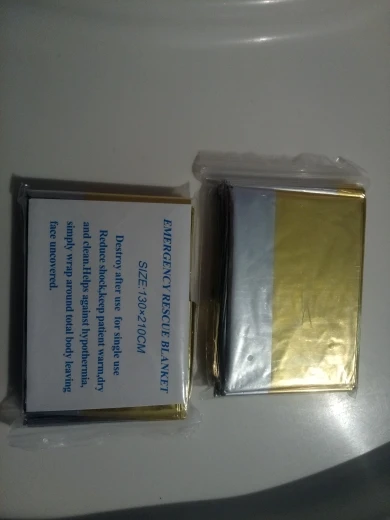 EMERGENCY RESCUE BLANKET
SIZE:130×210CM
Destroy after use for single use
Reduce shock,keep patient warm,dry
and clean.Helps against hypothermia,
simply wrap around total body leaving
face uncovered.